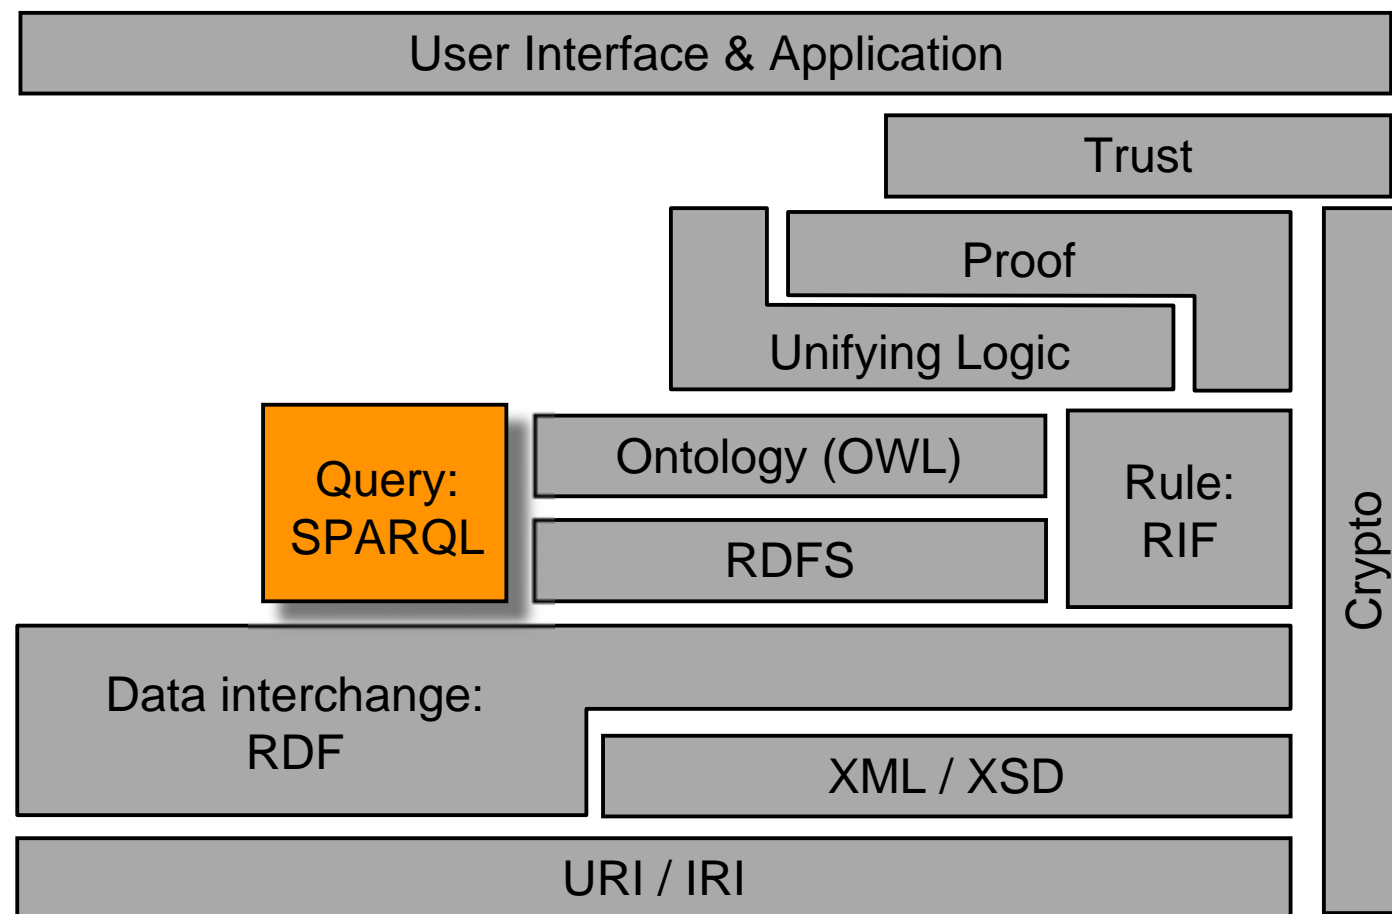 User Interface & Application
Trust
Proof
Unifying Logic
Query:
SPARQL
Ontology (OWL)
Rule:
RIF
RDFS
Crypto
Data interchange:
RDF
XML / XSD
URI / IRI